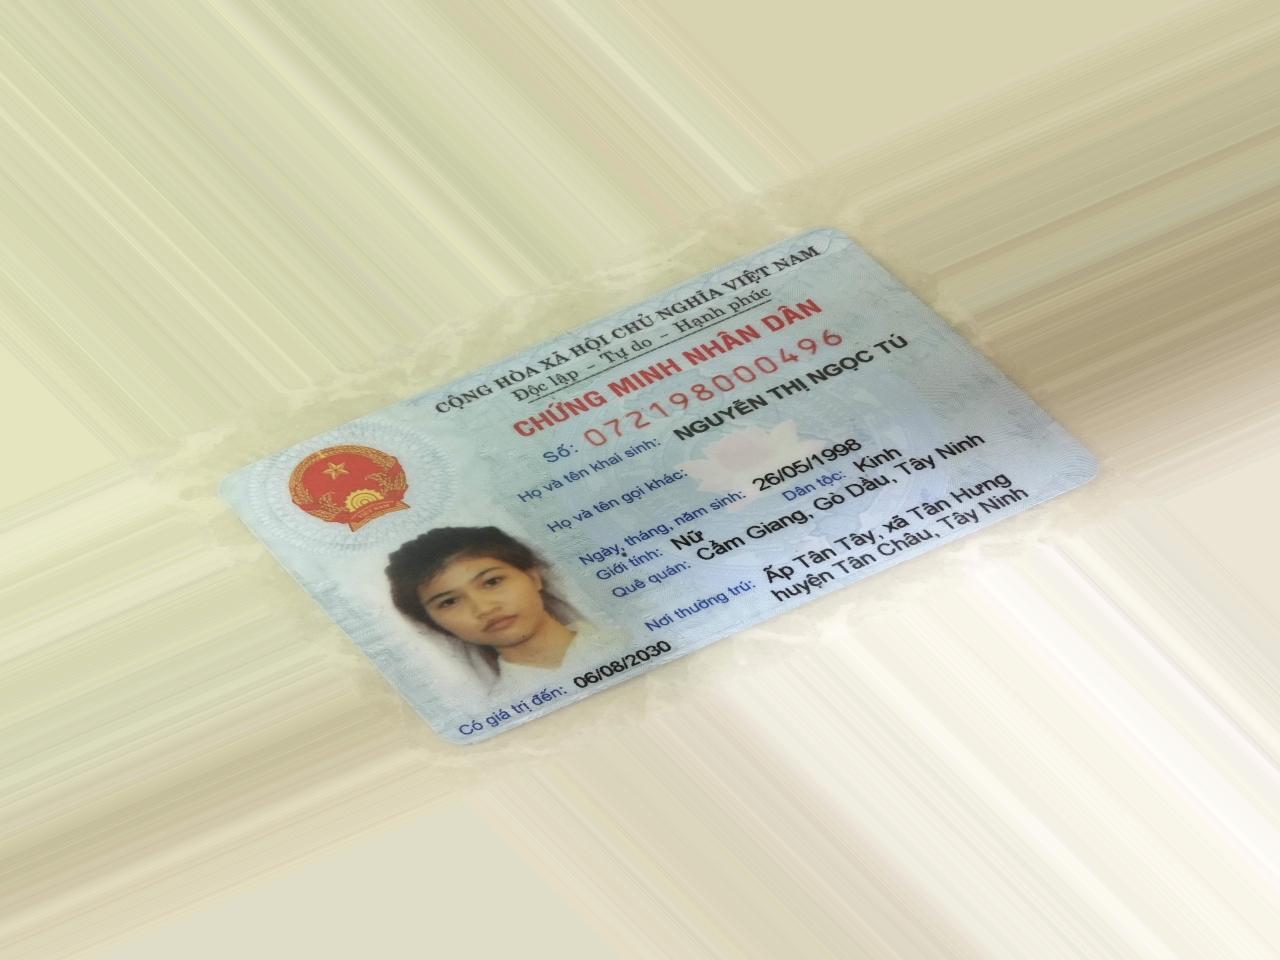 CỘNG HÒA XÃ HỘI CHỦ NGHĨA VIỆT NAM
Độc lập - Tự do - Hạnh phúc
CHỨNG MINH NHÂN DÂN
Số: 072198000496
Họ và tên khai sinh: NGUYỄN THỊ NGỌC TÚ
Họ và tên gọi khác:
Ngày, tháng, năm sinh: 26/05/1998
Giới tính: Nữ Dân tộc: Kinh
Quê quán: Cẩm Giang, Gò Dầu, Tây Ninh
Nơi thường trú: Ấp Tân Tây, xã Tân Hưng
huyện Tân Châu, Tây Ninh
Có giá trị đến: 06/08/2030